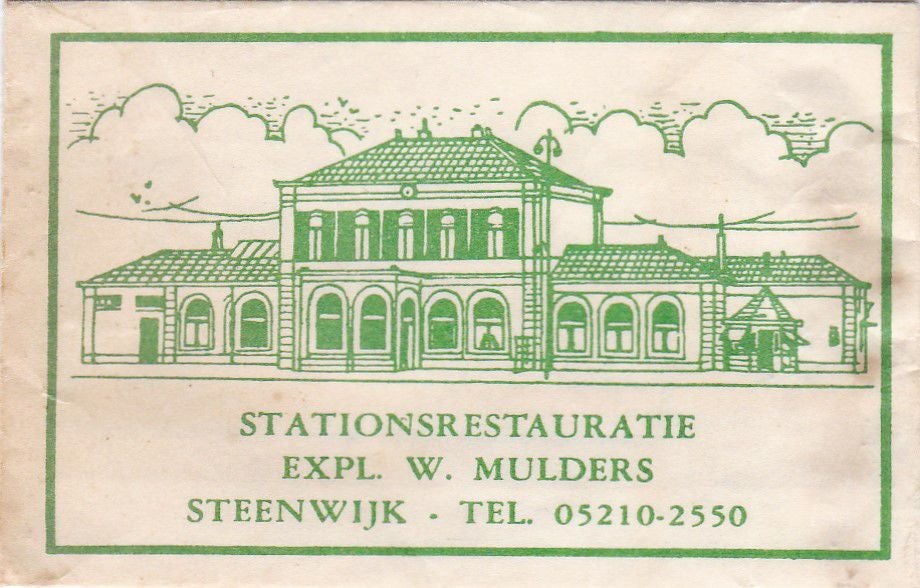 STATIONSRESTAURATIE
EXPL. W. MULDERS
STEENWIJK - TEL. 05210-2550